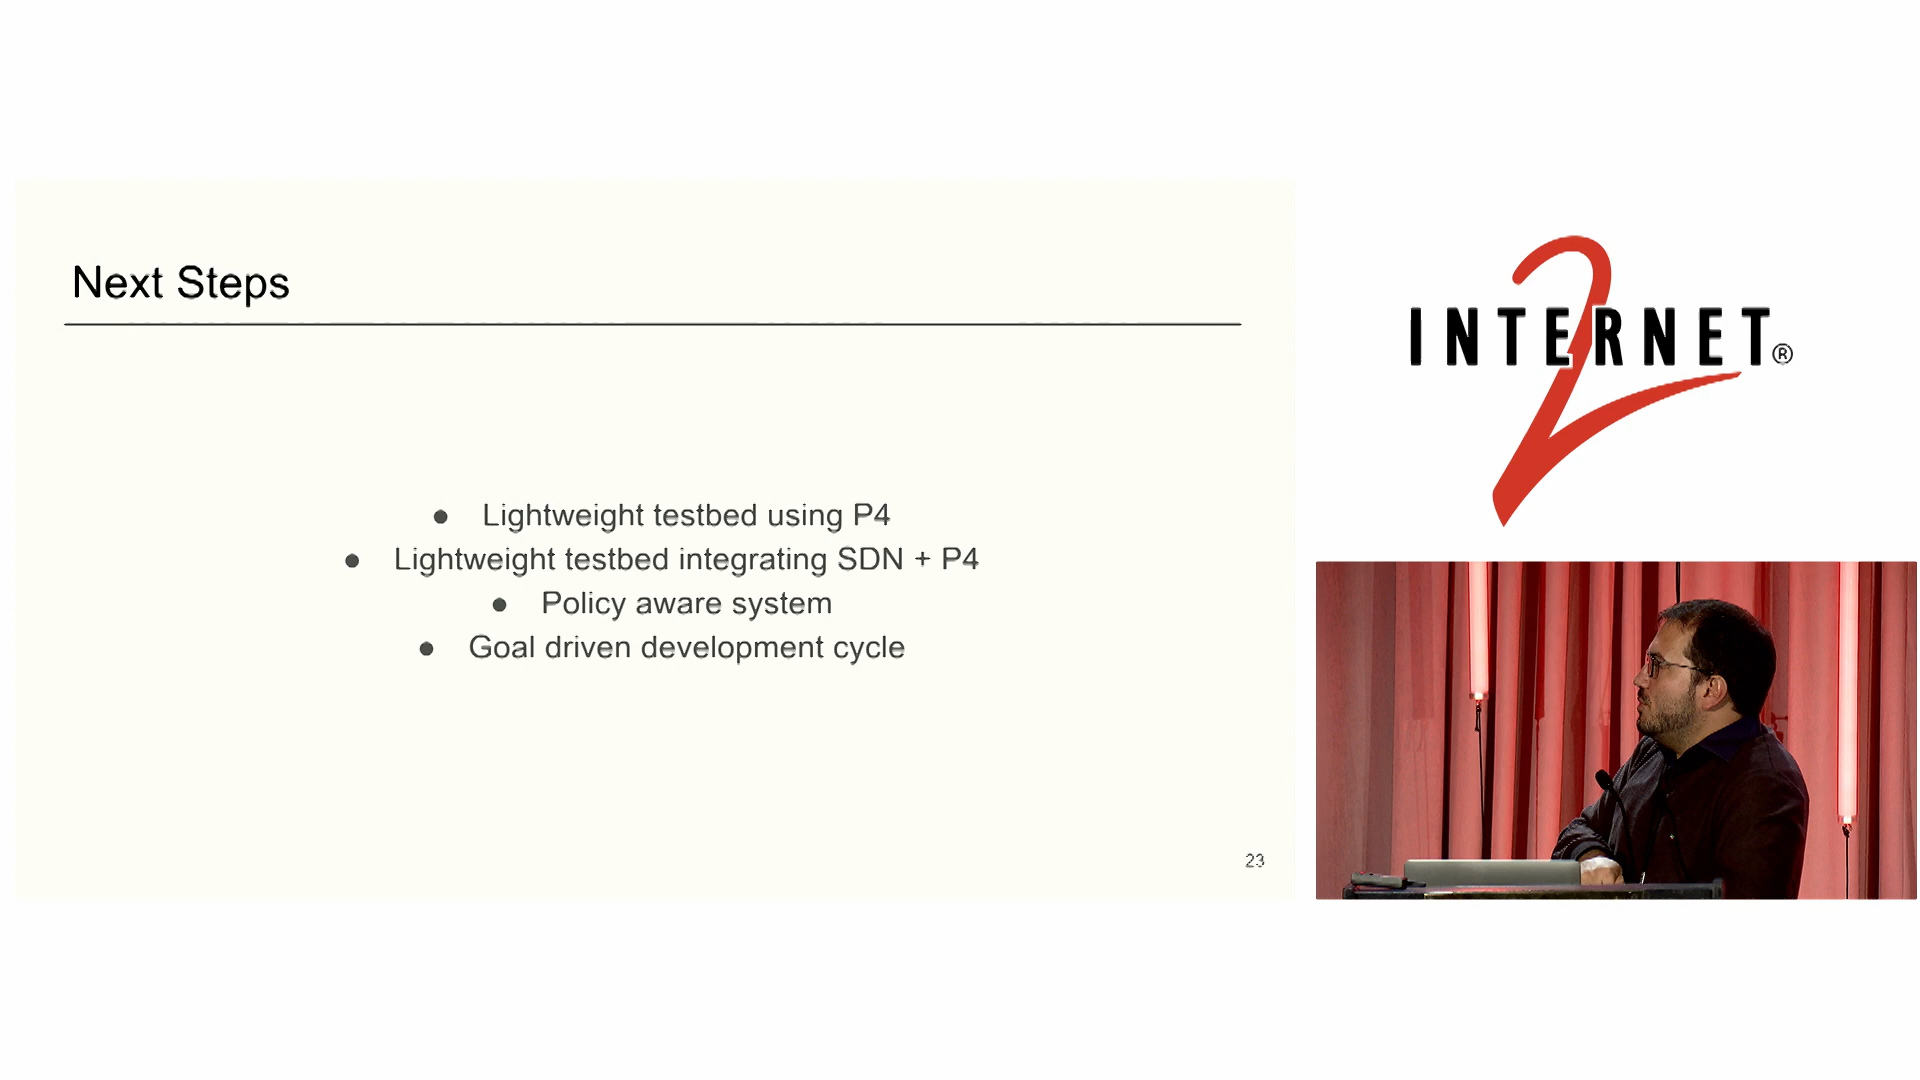 Next Steps
● Lightweight testbed using P4
● Lightweight testbed integrating SDN + P4
● Policy aware system
● Goal driven development cycle
23
INTERNET®
2